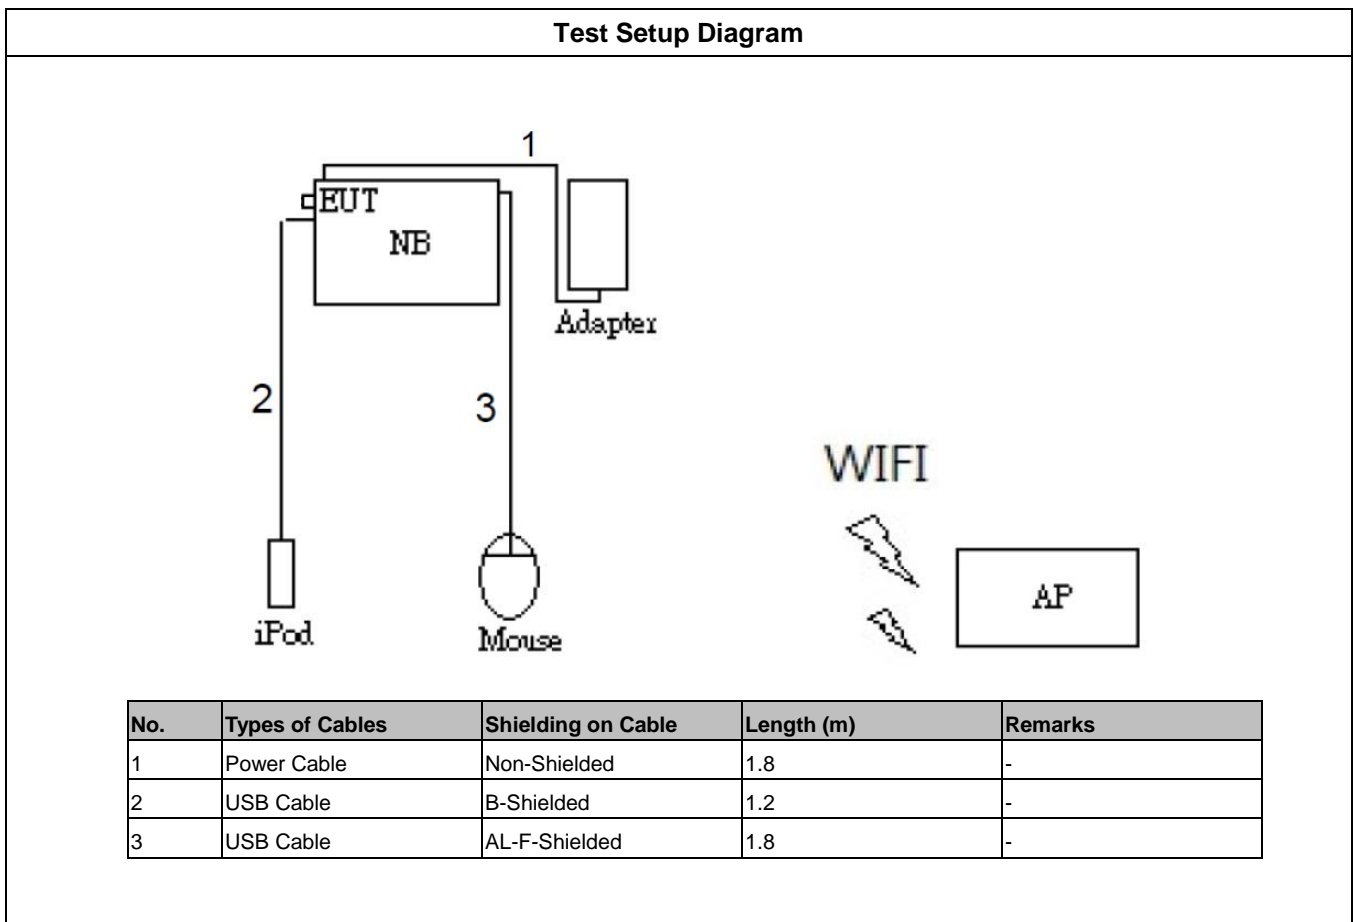 Test Setup Diagram
1
EUT
NB
Adapter
2
3
WIFI
AP
iPod
Mouse
No. Types of Cables Shielding on Cable Length (m) Remarks
1 Power Cable Non-Shielded 1.8 -
2 USB Cable B-Shielded 1.2 -
3 USB Cable AL-F-Shielded 1.8 -